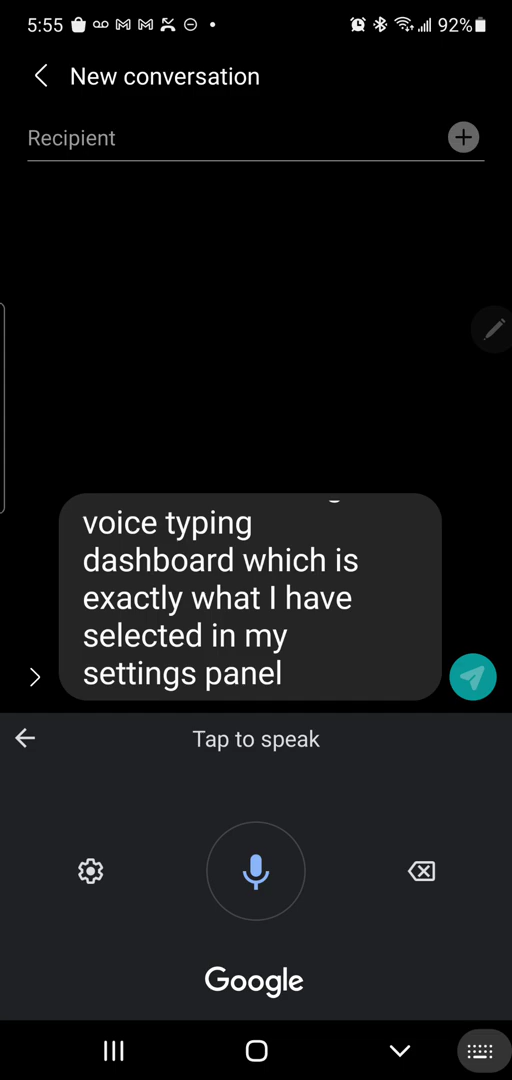 5:55
92%
New conversation
Recipient
voice typing
dashboard which is
exactly what I have
selected in my
settings panel
Tap to speak
Google